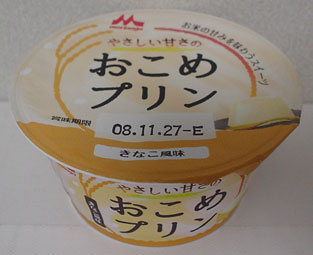 お米の甘みを味わうスイーツ
やさしい甘さの
おこめ
プリン
賞味期限
08.11.27-E
きなこ風味
やさしい甘さの
おこめ
プリン